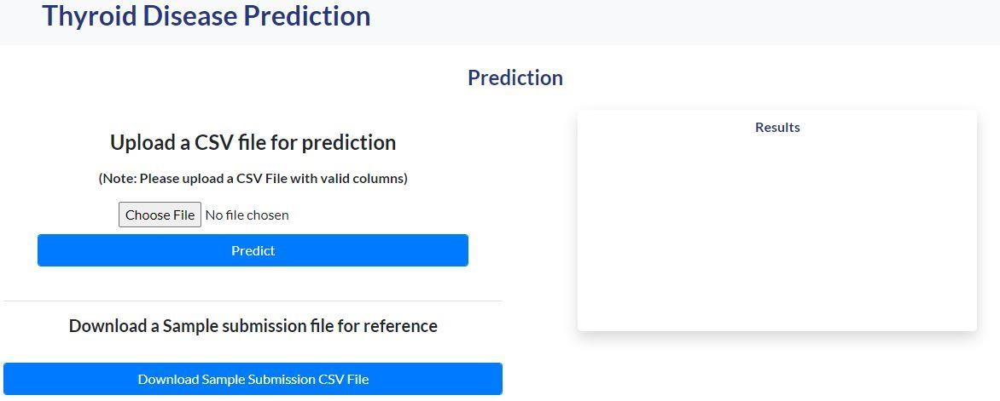 Thyroid Disease Prediction
Prediction
Upload a CSV file for prediction
(Note: Please upload a CSV File with valid columns)
Choose File No file chosen
Predict
Download a Sample submission file for reference
Download Sample Submission CSV File
Results